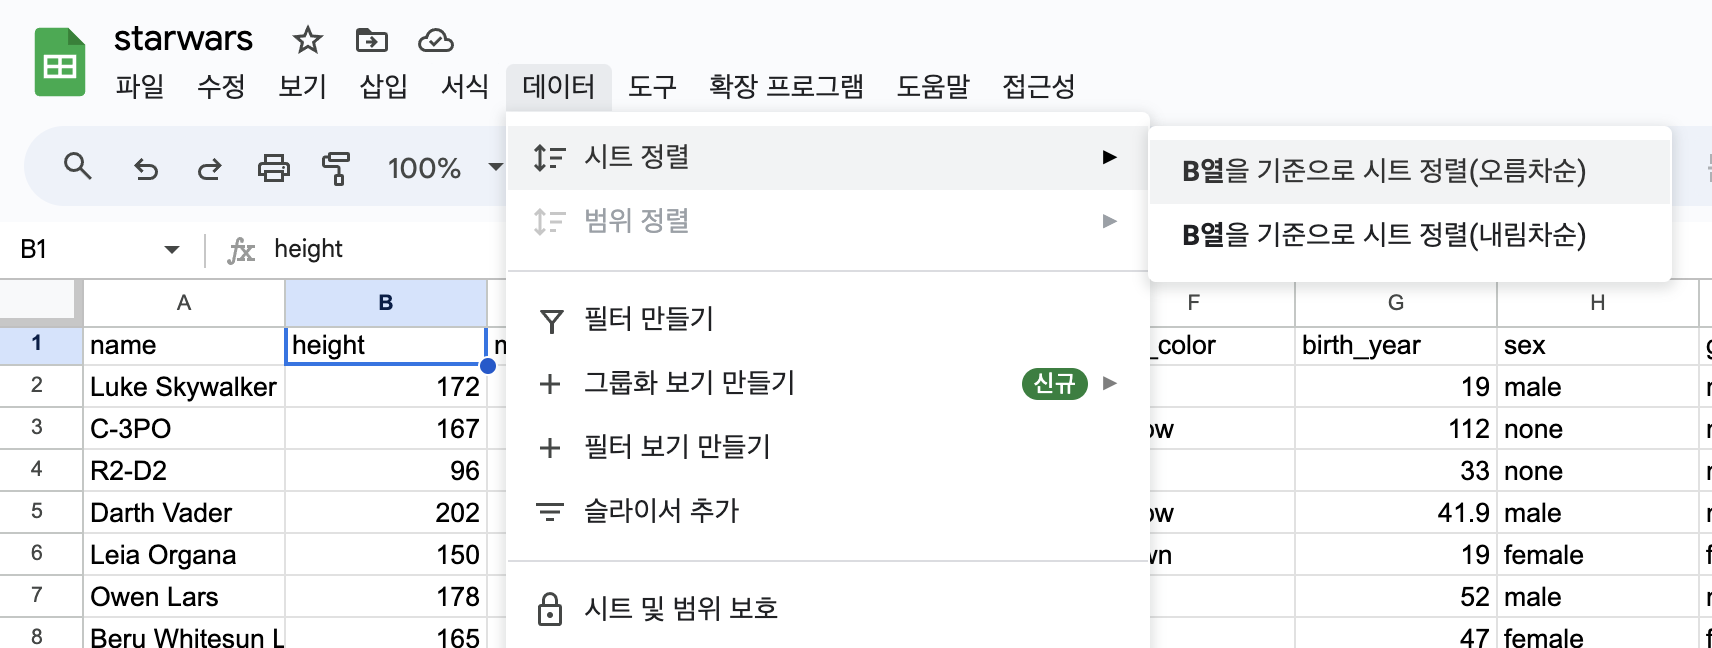 starwars
파일 수정 보기 삽입 서식 데이터 도구 확장 프로그램 도움말 접근성
100%
시트 정렬
B열을 기준으로 시트 정렬(오름차순)
범위 정렬
B열을 기준으로 시트 정렬(내림차순)
B1 fx height
필터 만들기
그룹화 보기 만들기 신규
필터 보기 만들기
슬라이서 추가
시트 및 범위 보호
A B F G H
1 name height _color birth_year sex
2 Luke Skywalker 172 19 male
3 C-3PO 167 112 none
4 R2-D2 96 33 none
5 Darth Vader 202 41.9 male
6 Leia Organa 150 19 female
7 Owen Lars 178 52 male
8 Beru Whitesun L 165 47 female